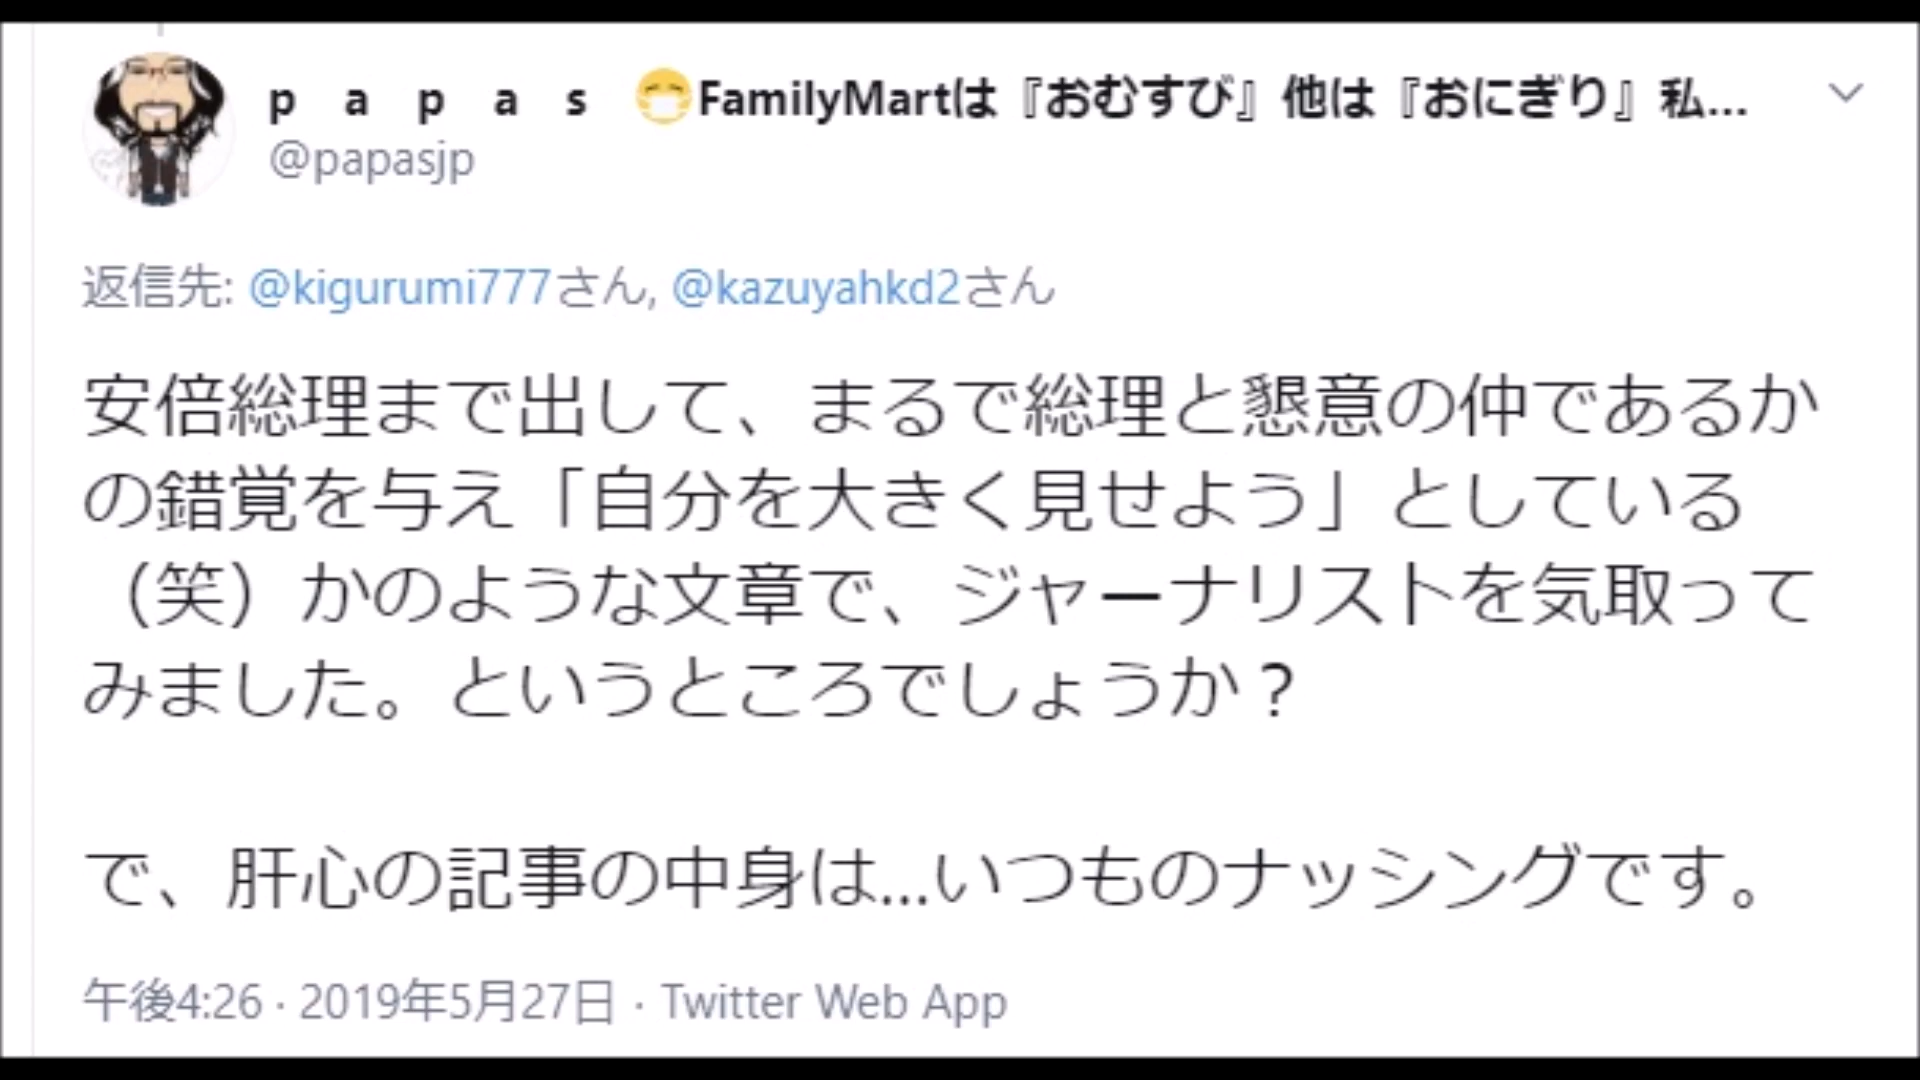 p a p a s 😷FamilyMartは『おむすび』他は『おにぎり』私...
@papasjp
返信先: @kigurumi777さん, @kazuyahkd2さん
安倍総理まで出して、まるで総理と懇意の仲であるか
の錯覚を与え「自分を大きく見せよう」としている
（笑）かのような文章で、ジャーナリストを気取って
みました。というところでしょうか？
で、肝心の記事の中身は...いつものナッシングです。
午後4:26 · 2019年5月27日 · Twitter Web App